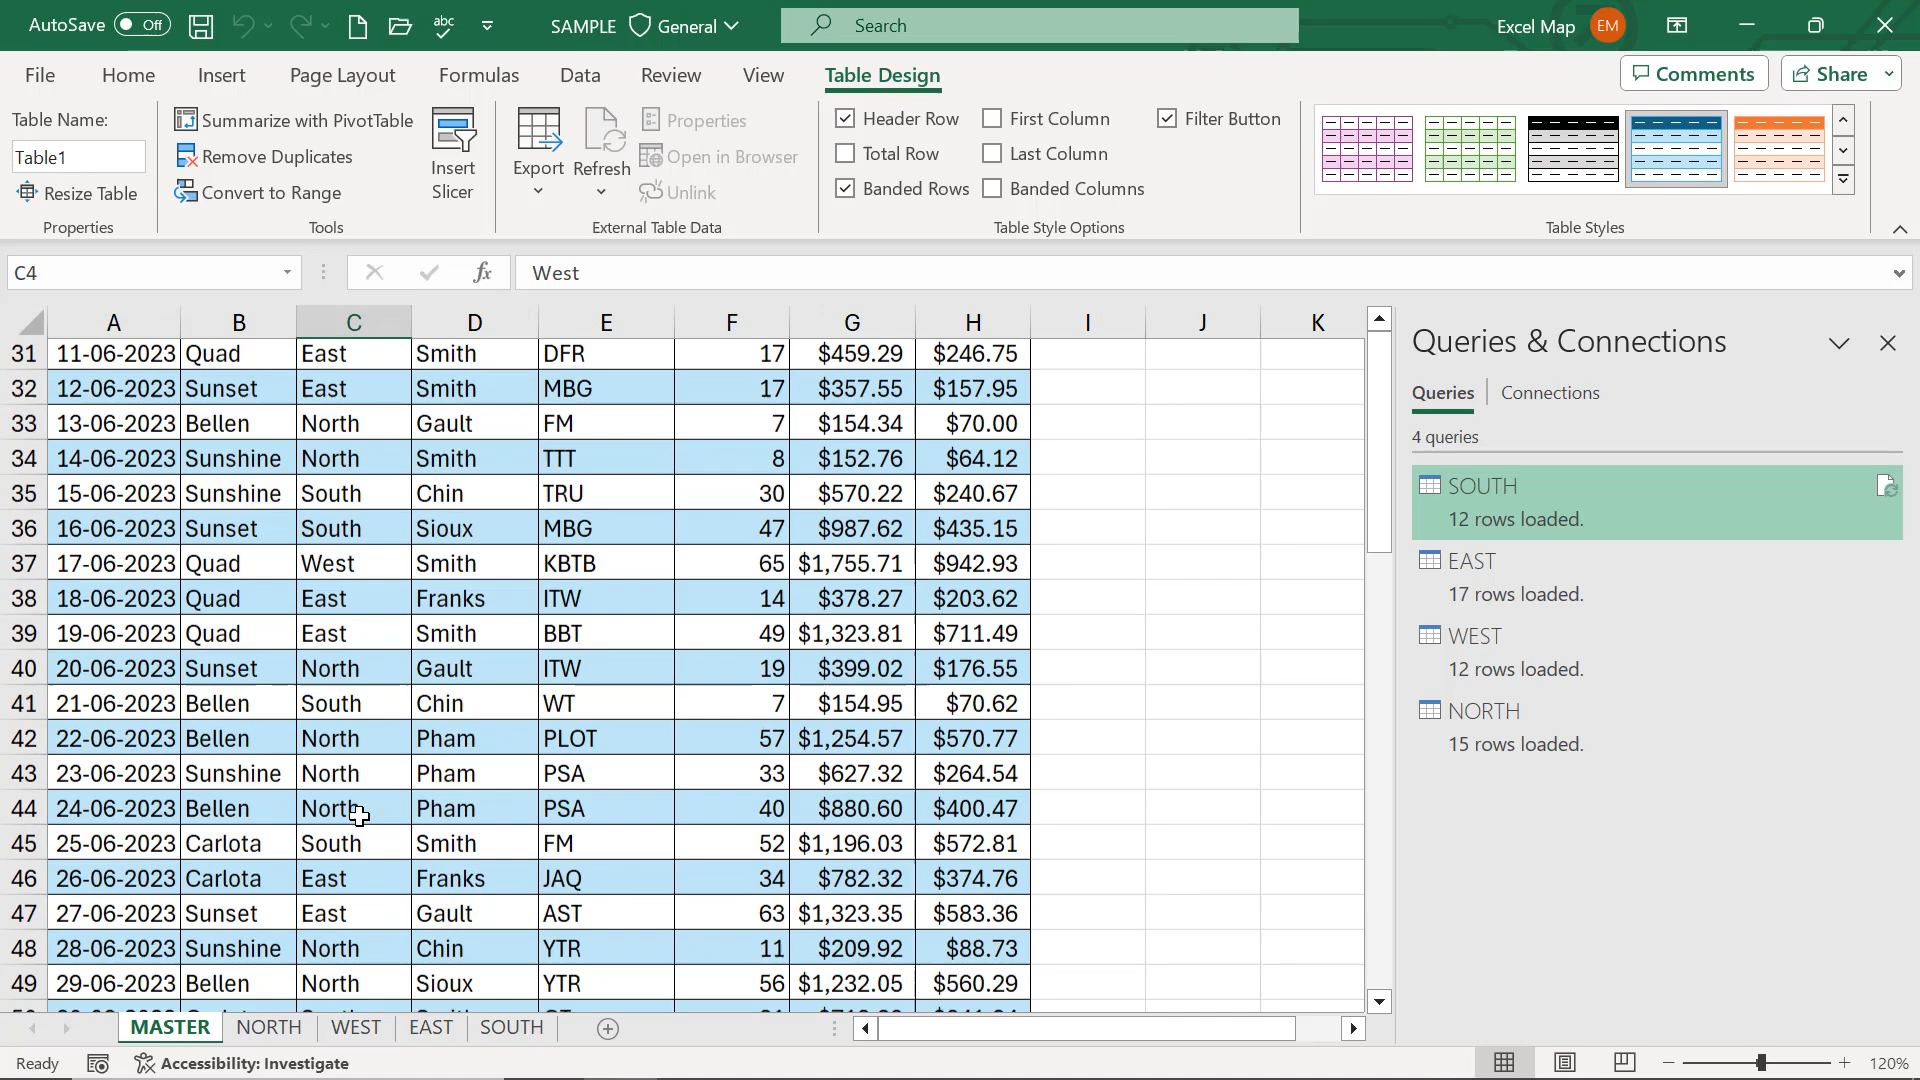 AutoSave Off abc SAMPLE General Search Excel Map EM
File Home Insert Page Layout Formulas Data Review View Table Design Comments Share
Table Name:
Table1
Resize Table
Properties
Summarize with PivotTable
Remove Duplicates
Convert to Range
Insert
Slicer
Tools
Export
Refresh
Properties
Open in Browser
Unlink
External Table Data
Header Row First Column Filter Button
Total Row Last Column
Banded Rows Banded Columns
Table Style Options
Table Styles
C4 fx West
A B C D E F G H I J K
31 11-06-2023 Quad East Smith DFR 17 $459.29 $246.75
32 12-06-2023 Sunset East Smith MBG 17 $357.55 $157.95
33 13-06-2023 Bellen North Gault FM 7 $154.34 $70.00
34 14-06-2023 Sunshine North Smith TTT 8 $152.76 $64.12
35 15-06-2023 Sunshine South Chin TRU 30 $570.22 $240.67
36 16-06-2023 Sunset South Sioux MBG 47 $987.62 $435.15
37 17-06-2023 Quad West Smith KBTB 65 $1,755.71 $942.93
38 18-06-2023 Quad East Franks ITW 14 $378.27 $203.62
39 19-06-2023 Quad East Smith BBT 49 $1,323.81 $711.49
40 20-06-2023 Sunset North Gault ITW 19 $399.02 $176.55
41 21-06-2023 Bellen South Chin WT 7 $154.95 $70.62
42 22-06-2023 Bellen North Pham PLOT 57 $1,254.57 $570.77
43 23-06-2023 Sunshine North Pham PSA 33 $627.32 $264.54
44 24-06-2023 Bellen North Pham PSA 40 $880.60 $400.47
45 25-06-2023 Carlota South Smith FM 52 $1,196.03 $572.81
46 26-06-2023 Carlota East Franks JAQ 34 $782.32 $374.76
47 27-06-2023 Sunset East Gault AST 63 $1,323.35 $583.36
48 28-06-2023 Sunshine North Chin YTR 11 $209.92 $88.73
49 29-06-2023 Bellen North Sioux YTR 56 $1,232.05 $560.29
Queries & Connections
Queries Connections
4 queries
SOUTH
12 rows loaded.
EAST
17 rows loaded.
WEST
12 rows loaded.
NORTH
15 rows loaded.
MASTER NORTH WEST EAST SOUTH
Ready Accessibility: Investigate 120%